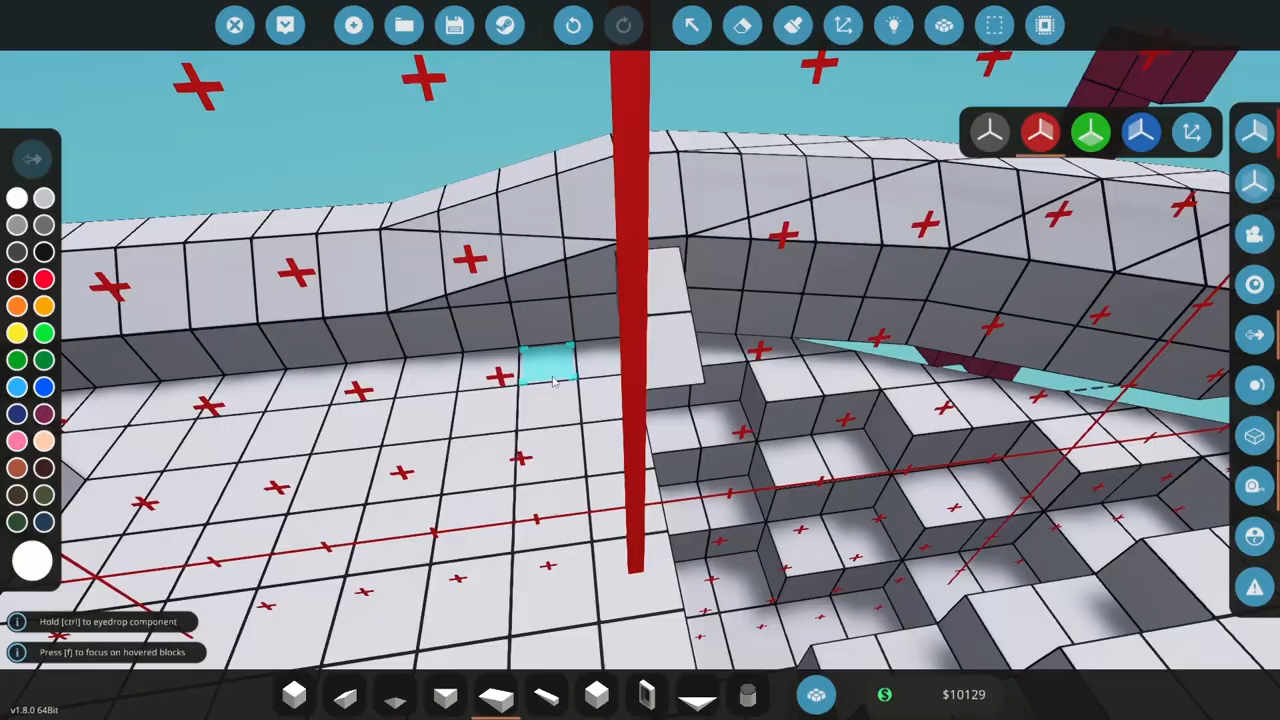 Hold [ctrl] to eyedrop component
Press [f] to focus on hovered blocks
$
$10129
v1.8.0 64Bit